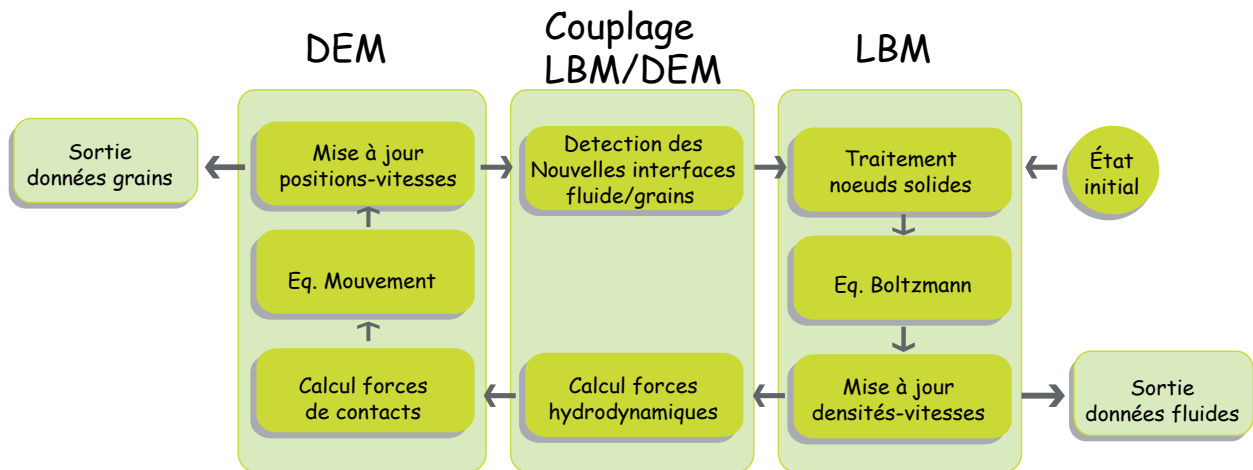 DEM
Couplage
LBM/DEM
LBM
Sortie
données grains
Mise à jour
positions-vitesses
Detection des
Nouvelles interfaces
fluide/grains
Traitement
noeuds solides
État
initial
Eq. Mouvement
Eq. Boltzmann
Calcul forces
de contacts
Calcul forces
hydrodynamiques
Mise à jour
densités-vitesses
Sortie
données fluides